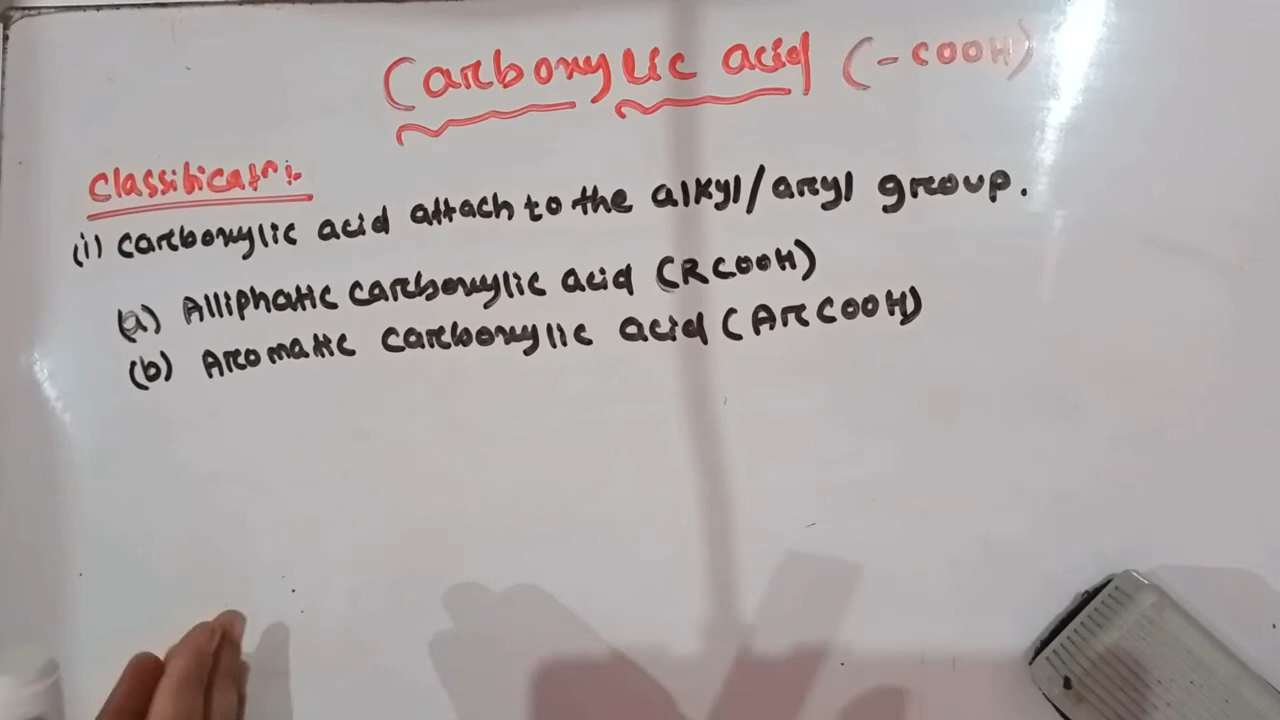 Carboxylic acid (-COOH)
Classificatn:
(i) carboxylic acid attach to the alkyl/aryl group.
(a) Alliphatic carboxylic acid (RCOOH)
(b) Aromatic carboxylic acid (ArCOOH)